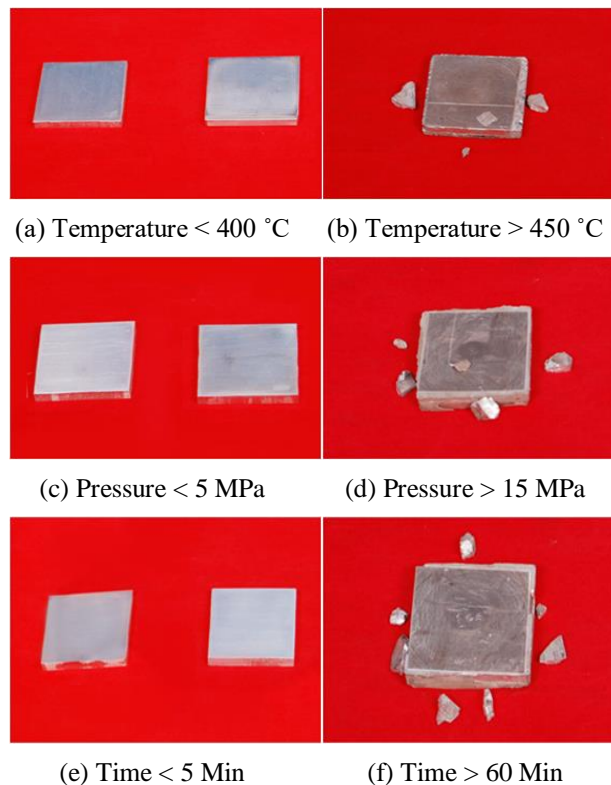 (a) Temperature < 400 ˚C (b) Temperature > 450 ˚C
(c) Pressure < 5 MPa (d) Pressure > 15 MPa
(e) Time < 5 Min (f) Time > 60 Min